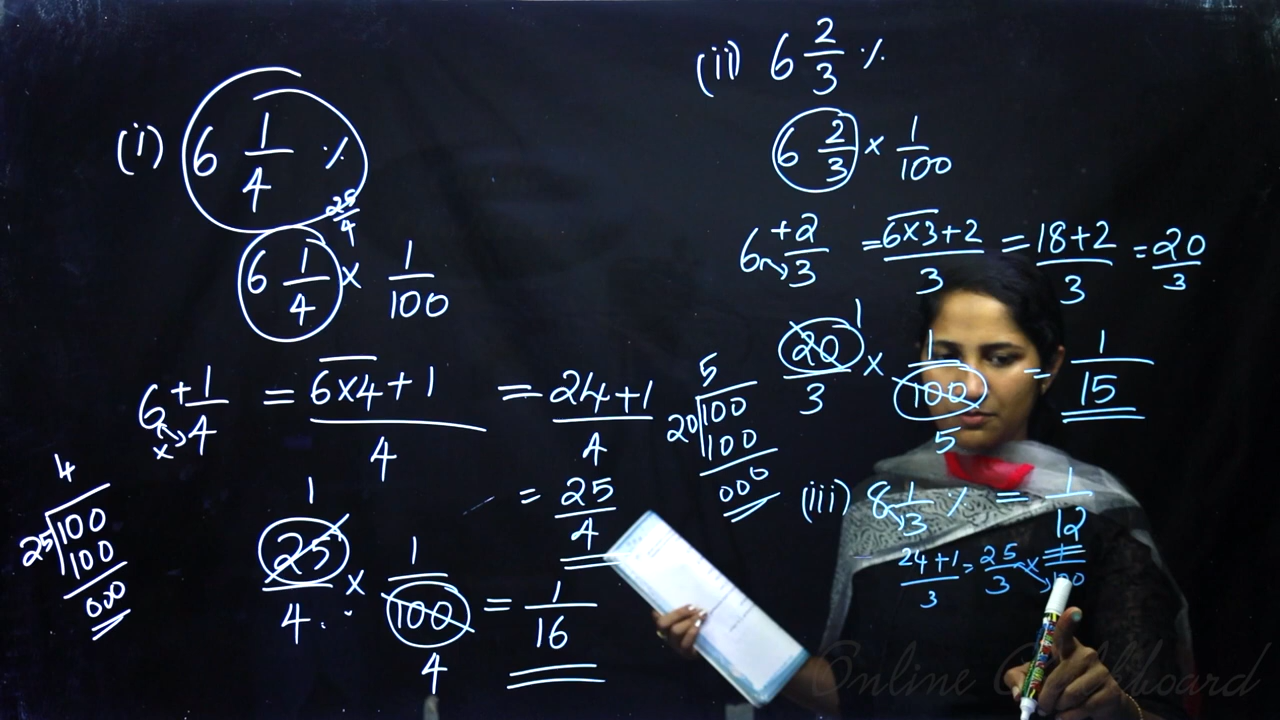 (i) 6 1/4 %
25/4
6 1/4 × 1/100
6 + 1/4 = 6×4+1/4 = 24+1/4
×
= 25/4
4
25 100
100
000
1
25/4 × 1/100 = 1/16
4
(ii) 6 2/3 %
6 2/3 × 1/100
6 + 2/3 = 6×3+2/3 = 18+2/3 = 20/3
1
20/3 × 1/100 = 1/15
5
5
20 100
100
000
(iii) 8 1/3 % = 1/12
24+1/3 = 25/3 × 1/100
Online Chalkboard